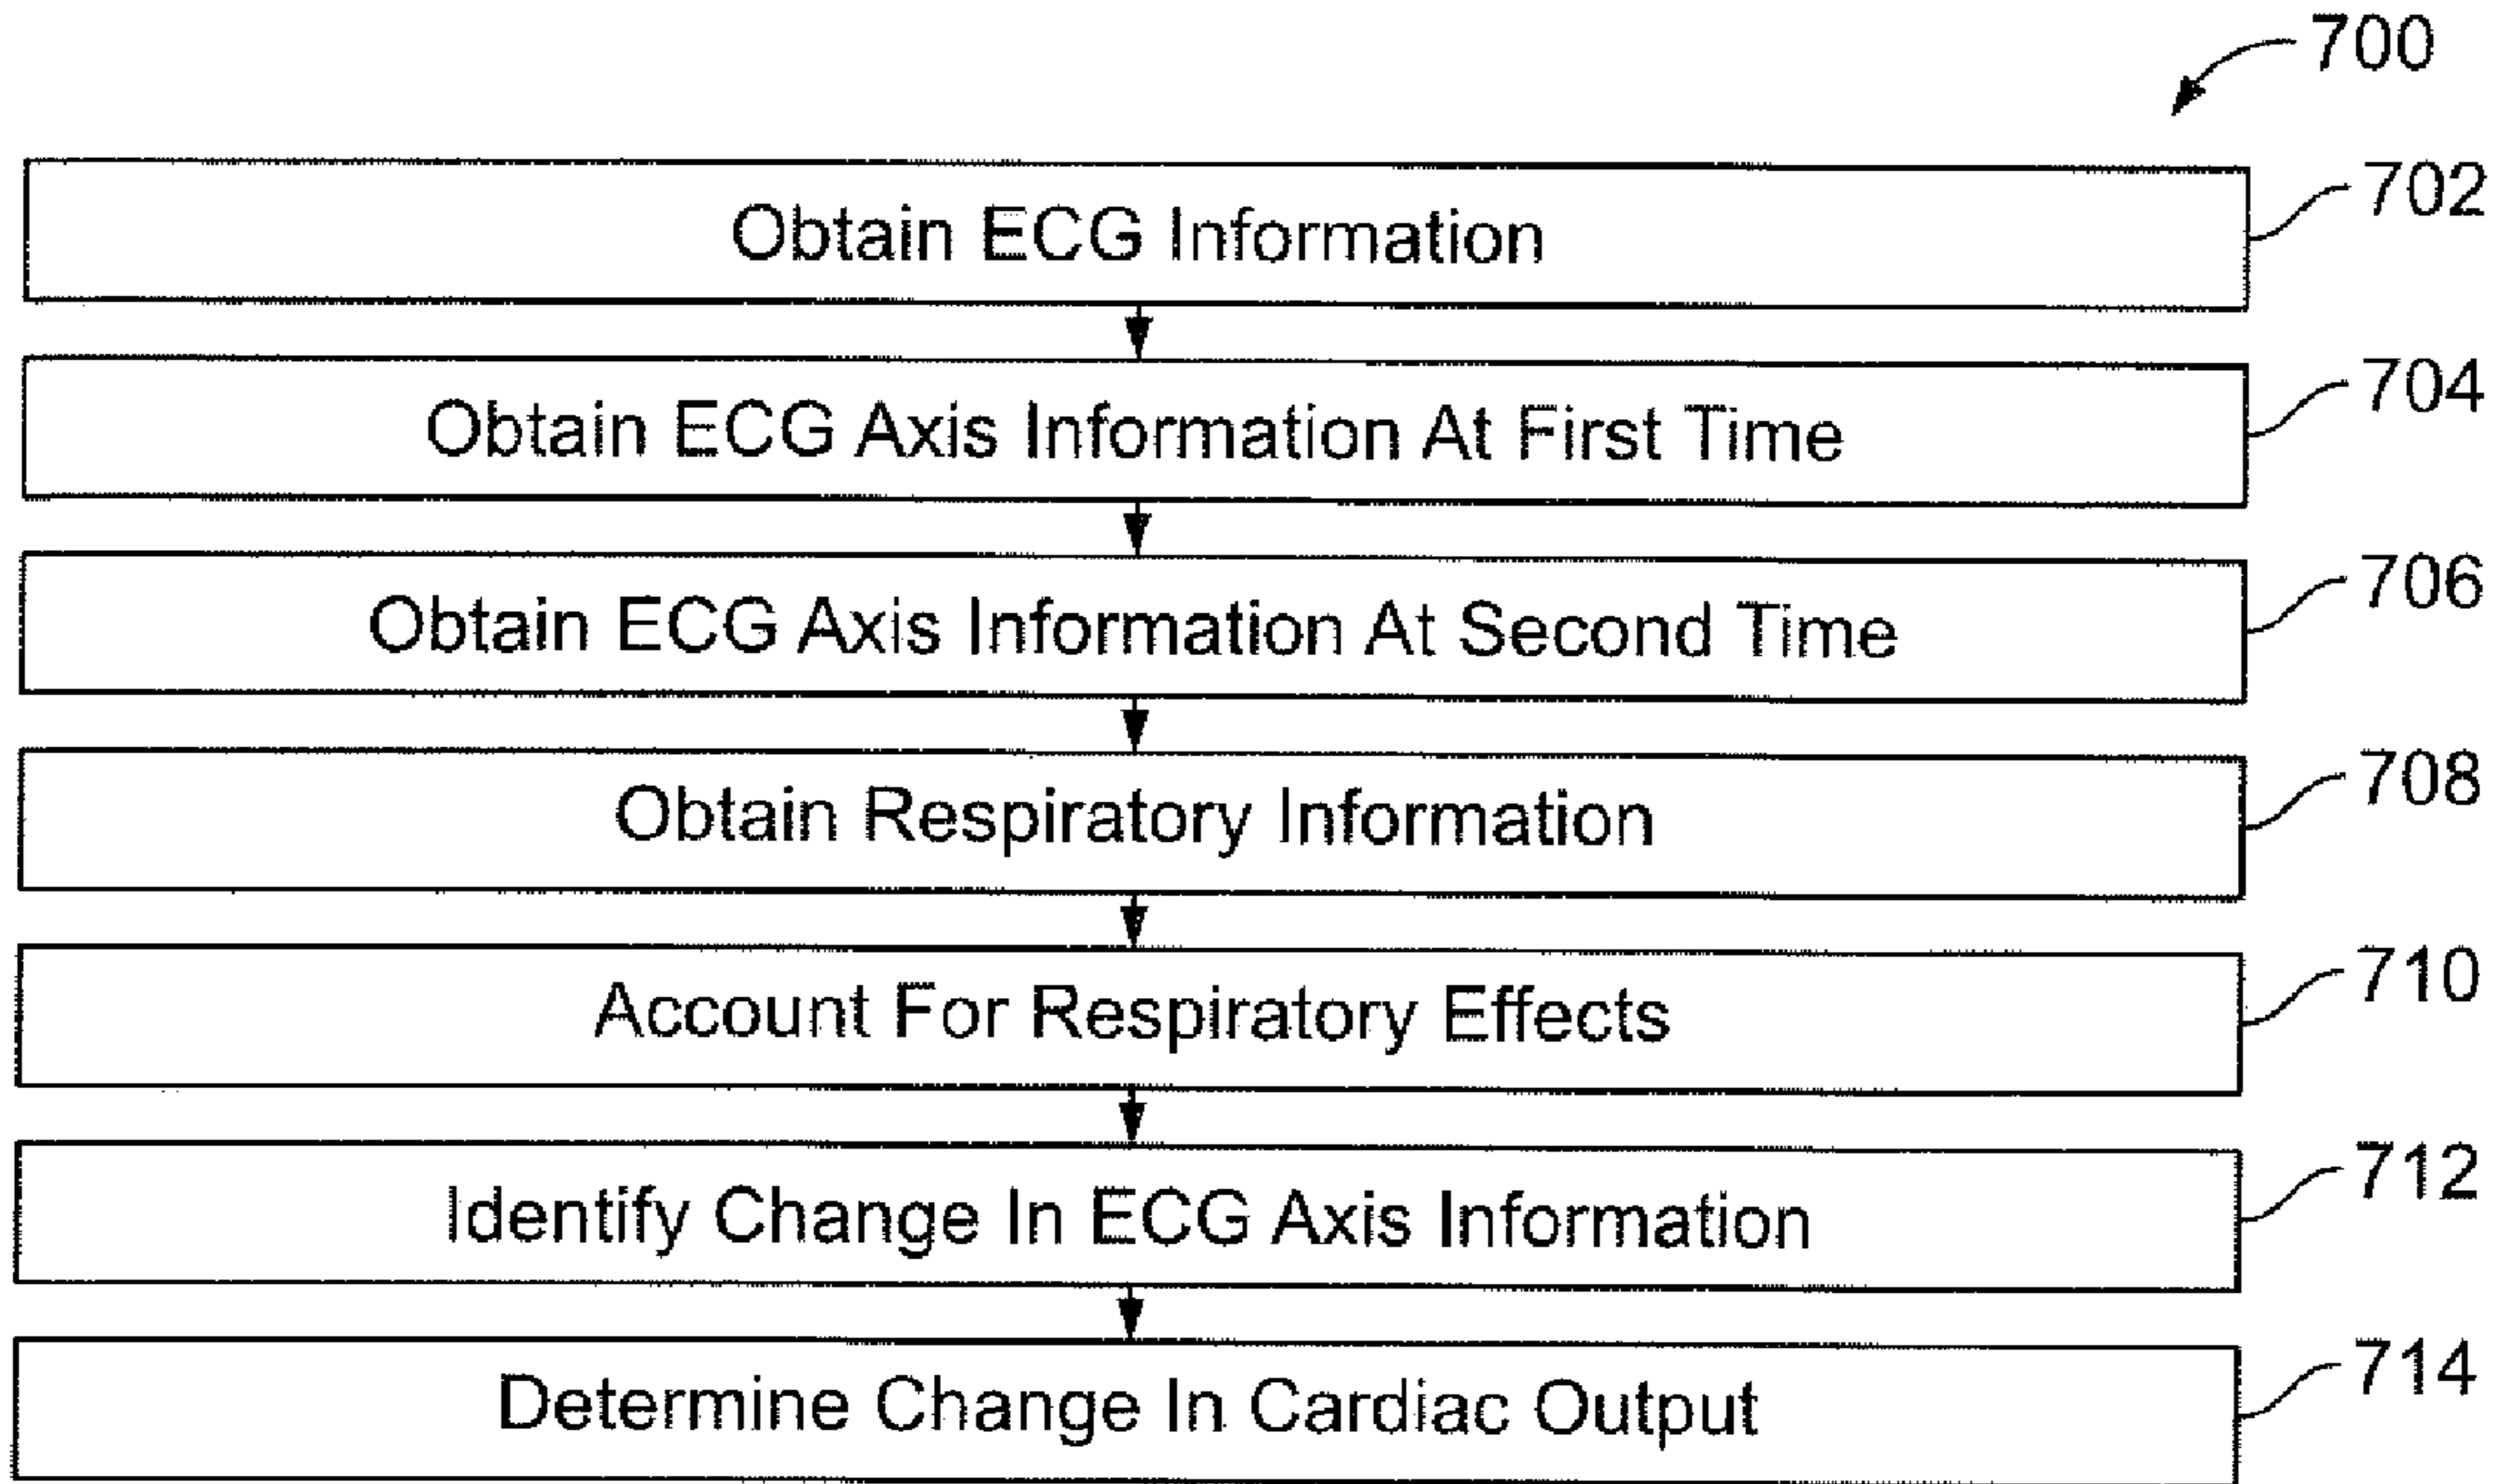 700
Obtain ECG Information 702
Obtain ECG Axis Information At First Time 704
Obtain ECG Axis Information At Second Time 706
Obtain Respiratory Information 708
Account For Respiratory Effects 710
Identify Change In ECG Axis Information 712
Determine Change In Cardiac Output 714